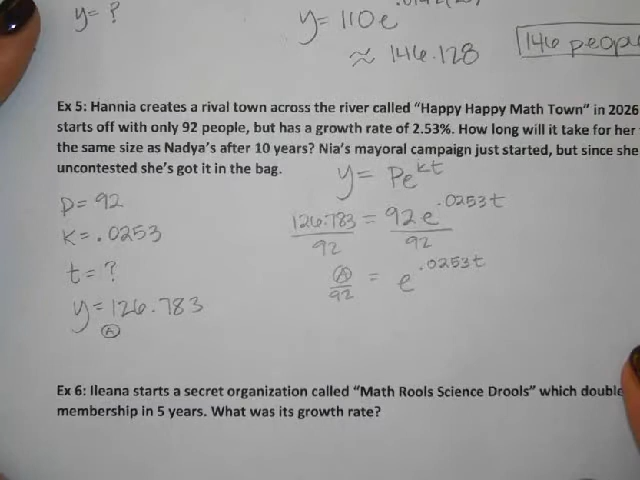 y = ?
y = 110e
≈ 146.128
146 people
Ex 5: Hannia creates a rival town across the river called "Happy Happy Math Town" in 2026
starts off with only 92 people, but has a growth rate of 2.53%. How long will it take for her
the same size as Nadya's after 10 years? Nia's mayoral campaign just started, but since she
uncontested she's got it in the bag.
y = Pe^kt
P = 92
126.783/92 = 92e^.0253t/92
k = .0253
t = ?
Ⓐ/92 = e^.0253t
y = 126.783
Ⓐ
Ex 6: Ileana starts a secret organization called "Math Rools Science Drools" which double
membership in 5 years. What was its growth rate?